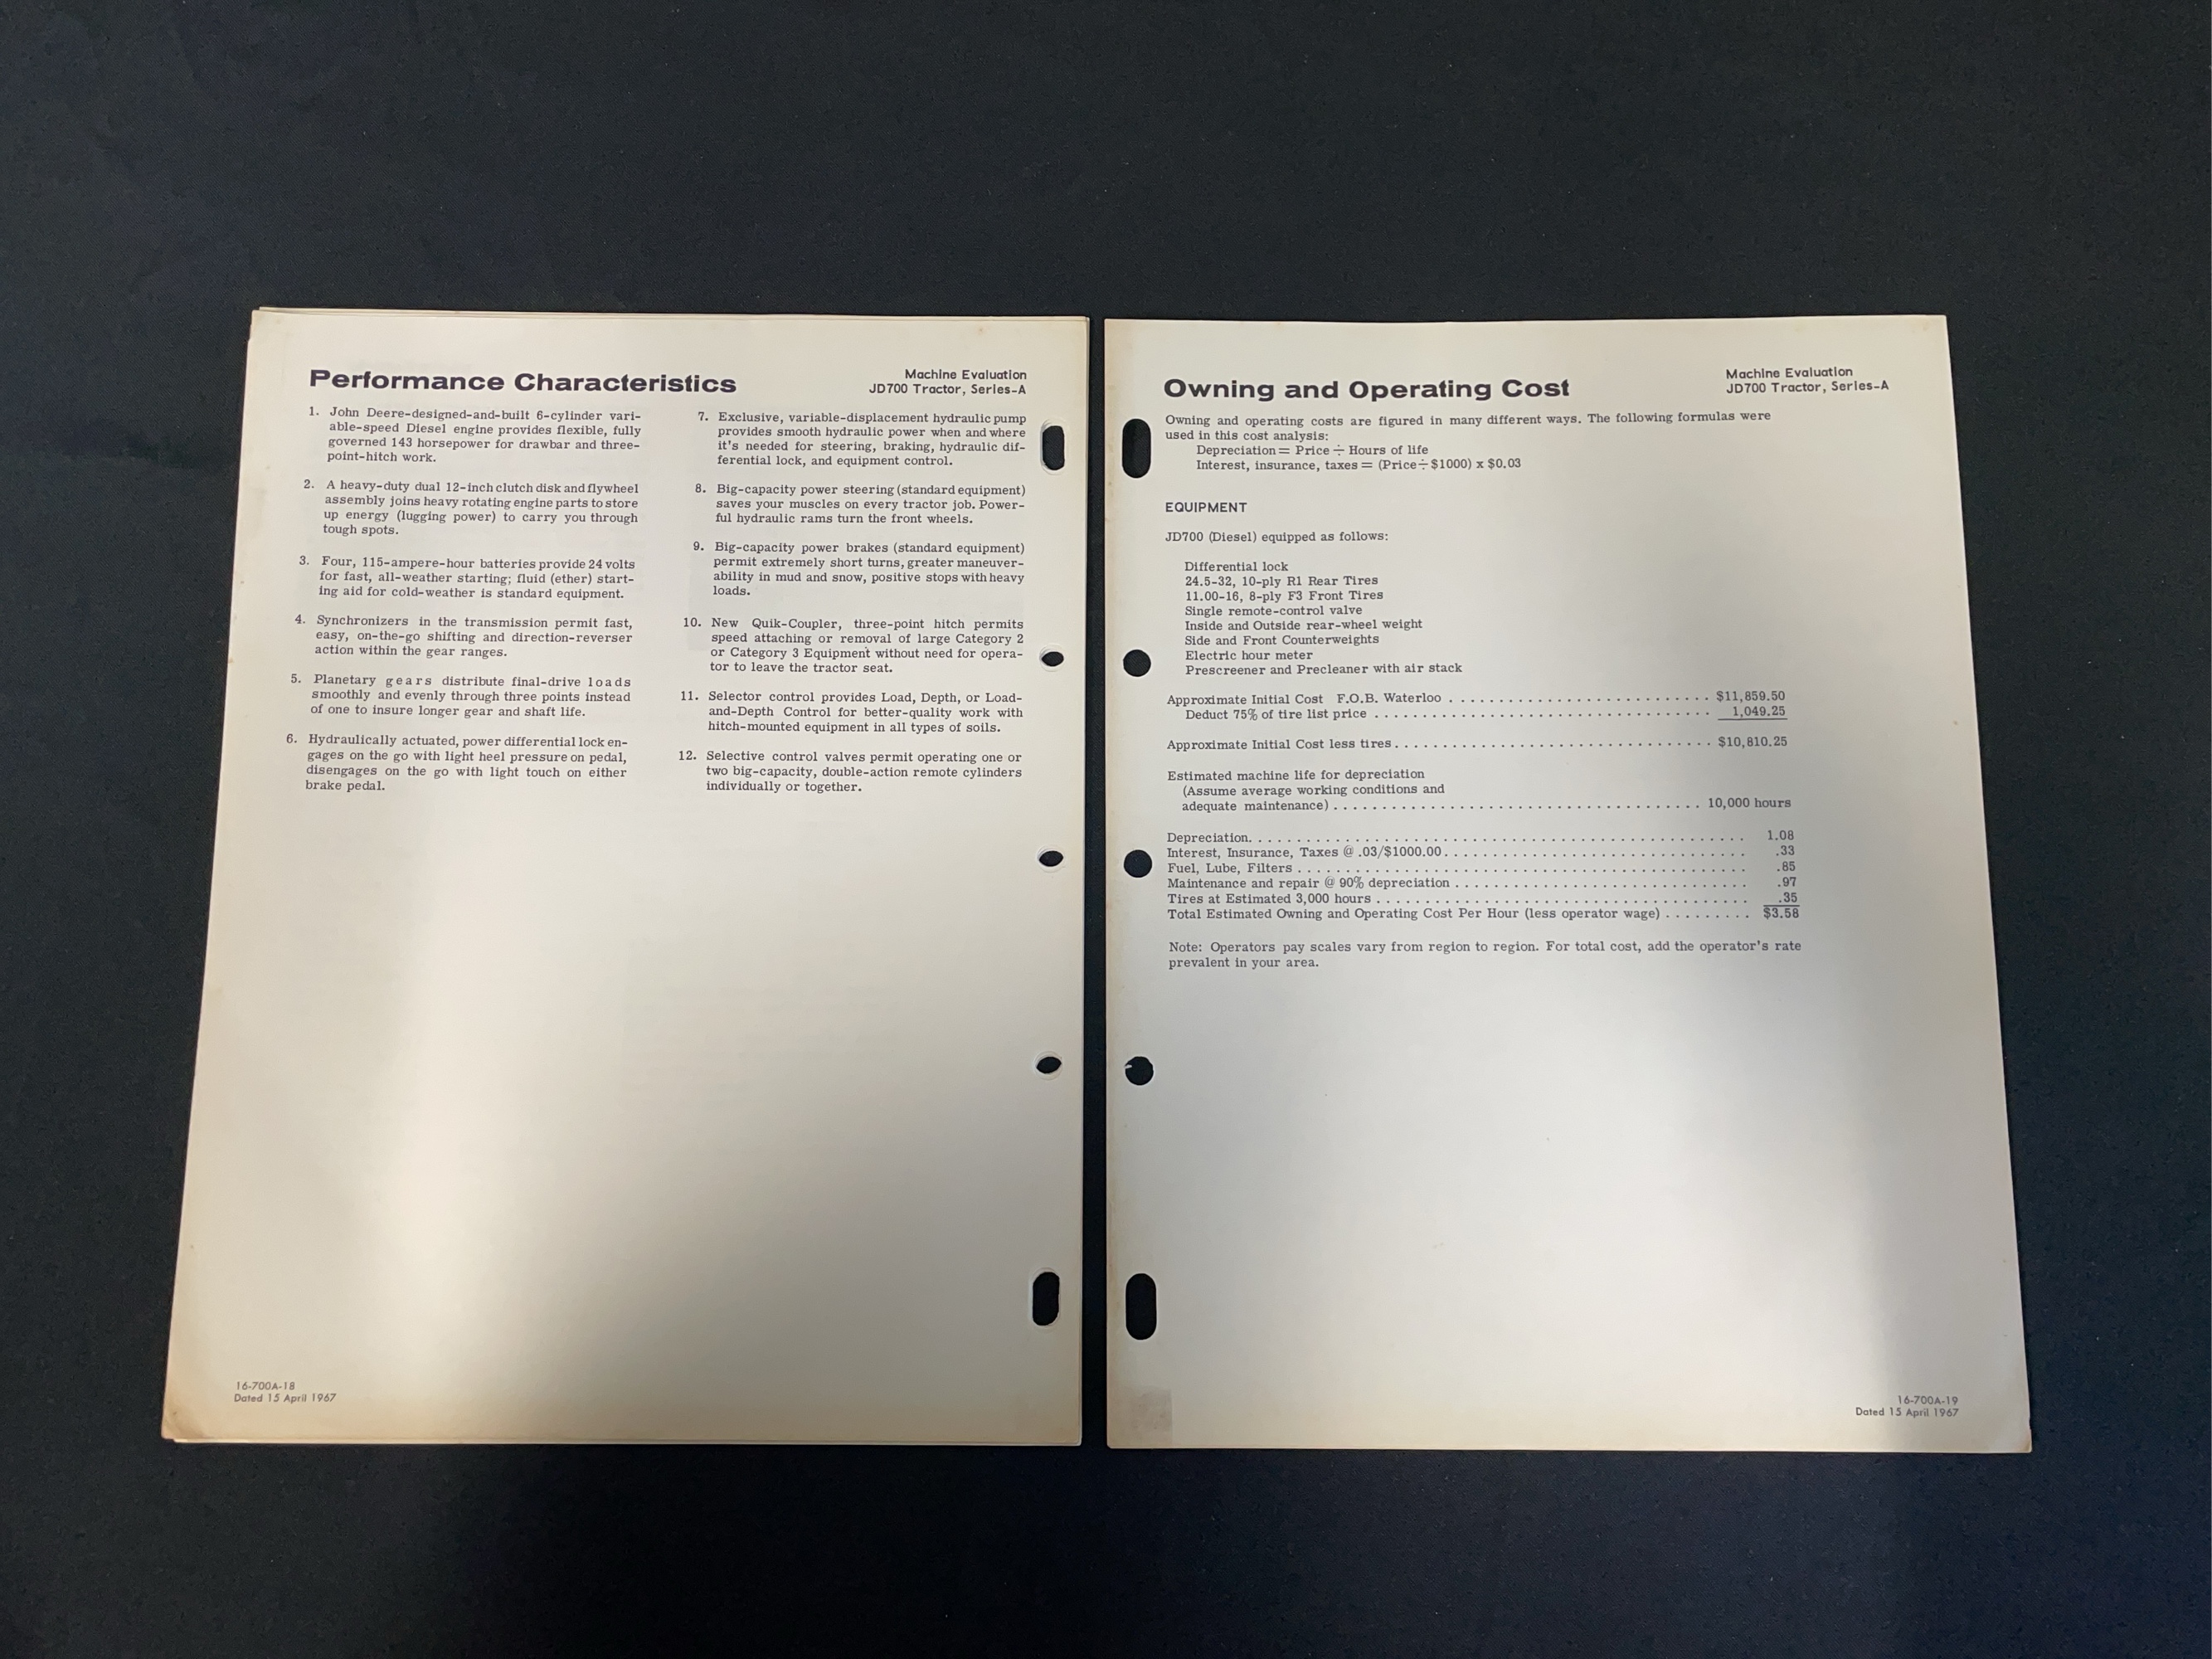 Performance Characteristics
Machine Evaluation
JD700 Tractor, Series-A
1. John Deere-designed-and-built 6-cylinder vari-
able-speed Diesel engine provides flexible, fully
governed 143 horsepower for drawbar and three-
point-hitch work.
2. A heavy-duty dual 12-inch clutch disk and flywheel
assembly joins heavy rotating engine parts to store
up energy (lugging power) to carry you through
tough spots.
3. Four, 115-ampere-hour batteries provide 24 volts
for fast, all-weather starting; fluid (ether) start-
ing aid for cold-weather is standard equipment.
4. Synchronizers in the transmission permit fast,
easy, on-the-go shifting and direction-reverser
action within the gear ranges.
5. Planetary gears distribute final-drive loads
smoothly and evenly through three points instead
of one to insure longer gear and shaft life.
6. Hydraulically actuated, power differential lock en-
gages on the go with light heel pressure on pedal,
disengages on the go with light touch on either
brake pedal.
7. Exclusive, variable-displacement hydraulic pump
provides smooth hydraulic power when and where
it's needed for steering, braking, hydraulic dif-
ferential lock, and equipment control.
8. Big-capacity power steering (standard equipment)
saves your muscles on every tractor job. Power-
ful hydraulic rams turn the front wheels.
9. Big-capacity power brakes (standard equipment)
permit extremely short turns, greater maneuver-
ability in mud and snow, positive stops with heavy
loads.
10. New Quik-Coupler, three-point hitch permits
speed attaching or removal of large Category 2
or Category 3 Equipment without need for opera-
tor to leave the tractor seat.
11. Selector control provides Load, Depth, or Load-
and-Depth Control for better-quality work with
hitch-mounted equipment in all types of soils.
12. Selective control valves permit operating one or
two big-capacity, double-action remote cylinders
individually or together.
16-700A-18
Dated 15 April 1967
Owning and Operating Cost
Machine Evaluation
JD700 Tractor, Series-A
Owning and operating costs are figured in many different ways. The following formulas were
used in this cost analysis:
Depreciation = Price ÷ Hours of life
Interest, insurance, taxes = (Price ÷ $1000) x $0.03
EQUIPMENT
JD700 (Diesel) equipped as follows:
Differential lock
24.5-32, 10-ply R1 Rear Tires
11.00-16, 8-ply F3 Front Tires
Single remote-control valve
Inside and Outside rear-wheel weight
Side and Front Counterweights
Electric hour meter
Prescreener and Precleaner with air stack
Approximate Initial Cost F.O.B. Waterloo . . . . . . . . . . . . . . . . . . . . . . . . . . . . $11,859.50
Deduct 75% of tire list price . . . . . . . . . . . . . . . . . . . . . . . . . . . . . . . . . . . . 1,049.25
Approximate Initial Cost less tires . . . . . . . . . . . . . . . . . . . . . . . . . . . . . . . . . $10,810.25
Estimated machine life for depreciation
(Assume average working conditions and
adequate maintenance) . . . . . . . . . . . . . . . . . . . . . . . . . . . . . . . . . . . . . . . 10,000 hours
Depreciation . . . . . . . . . . . . . . . . . . . . . . . . . . . . . . . . . . . . . . . . . . . . . . . . . . . . 1.08
Interest, Insurance, Taxes @ .03/$1000.00 . . . . . . . . . . . . . . . . . . . . . . . . . . . . . . . .33
Fuel, Lube, Filters . . . . . . . . . . . . . . . . . . . . . . . . . . . . . . . . . . . . . . . . . . . . . . . . .85
Maintenance and repair @ 90% depreciation . . . . . . . . . . . . . . . . . . . . . . . . . . . . . . .97
Tires at Estimated 3,000 hours . . . . . . . . . . . . . . . . . . . . . . . . . . . . . . . . . . . . . . . .35
Total Estimated Owning and Operating Cost Per Hour (less operator wage) . . . . . . . . . $3.58
Note: Operators pay scales vary from region to region. For total cost, add the operator's rate
prevalent in your area.
16-700A-19
Dated 15 April 1967